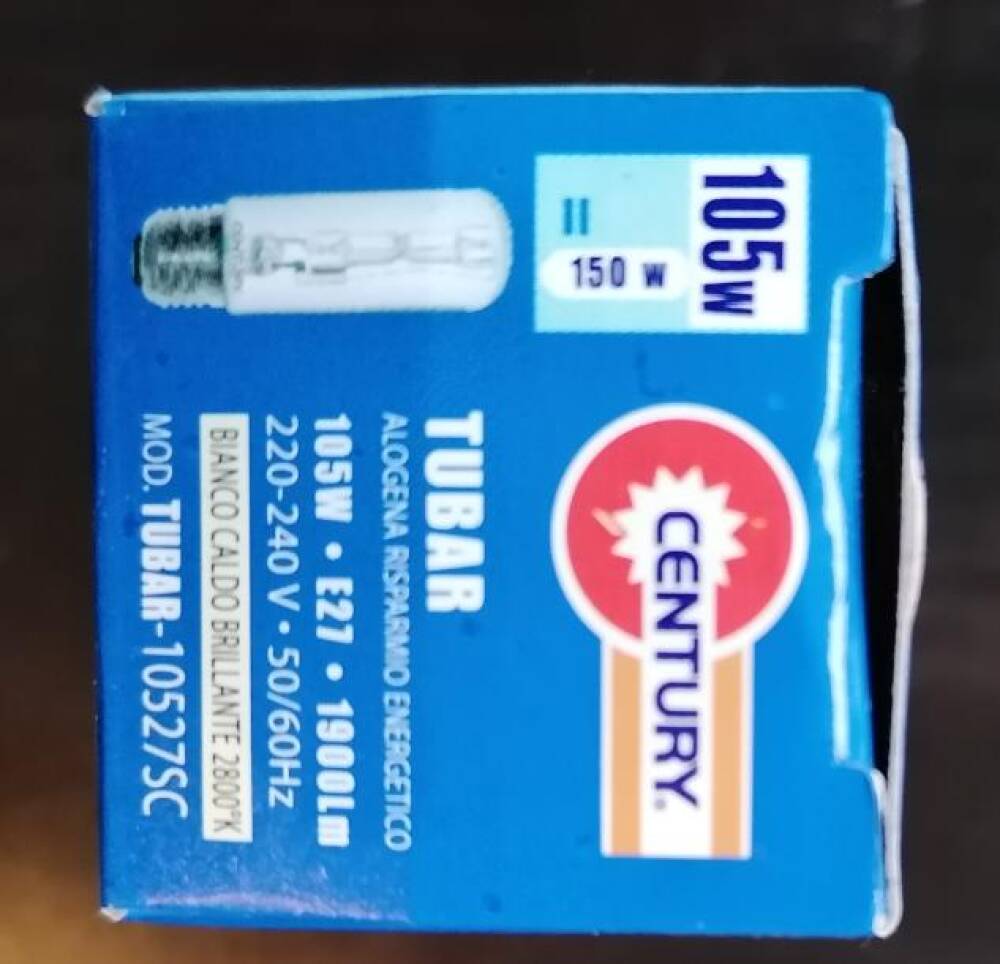 105W
=
150 W
CENTURY®
TUBAR
ALOGENA RISPARMIO ENERGETICO
105W • E27 • 1900Lm
220-240 V • 50/60Hz
BIANCO CALDO BRILLANTE 2800°K
MOD. TUBAR-10527SC